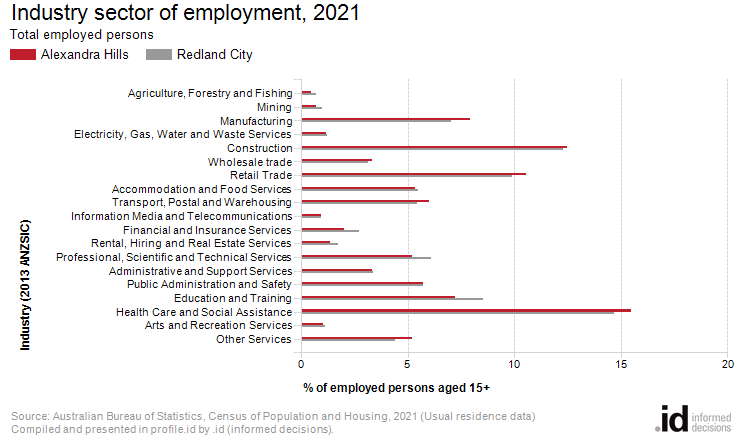 Industry sector of employment, 2021
Total employed persons
Alexandra Hills Redland City
Agriculture, Forestry and Fishing
Mining
Manufacturing
Electricity, Gas, Water and Waste Services
Construction
Wholesale trade
Retail Trade
Accommodation and Food Services
Transport, Postal and Warehousing
Information Media and Telecommunications
Financial and Insurance Services
Rental, Hiring and Real Estate Services
Professional, Scientific and Technical Services
Administrative and Support Services
Public Administration and Safety
Education and Training
Health Care and Social Assistance
Arts and Recreation Services
Other Services
Industry (2013 ANZSIC)
0 5 10 15 20
% of employed persons aged 15+
Source: Australian Bureau of Statistics, Census of Population and Housing, 2021 (Usual residence data)
Compiled and presented in profile.id by .id (informed decisions).
.id informed
decisions